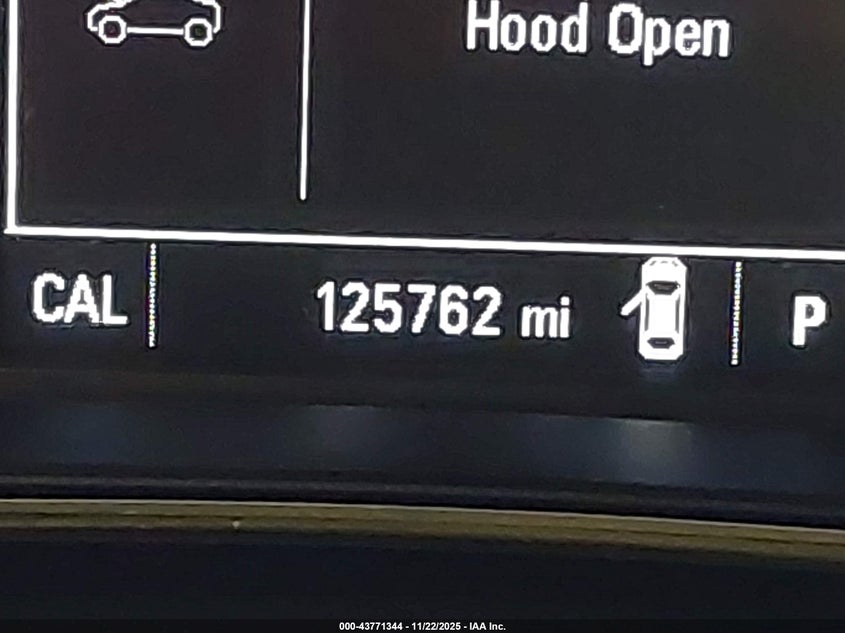 Hood Open
CAL 125762 mi P
000-43771344 - 11/22/2025 - IAA Inc.